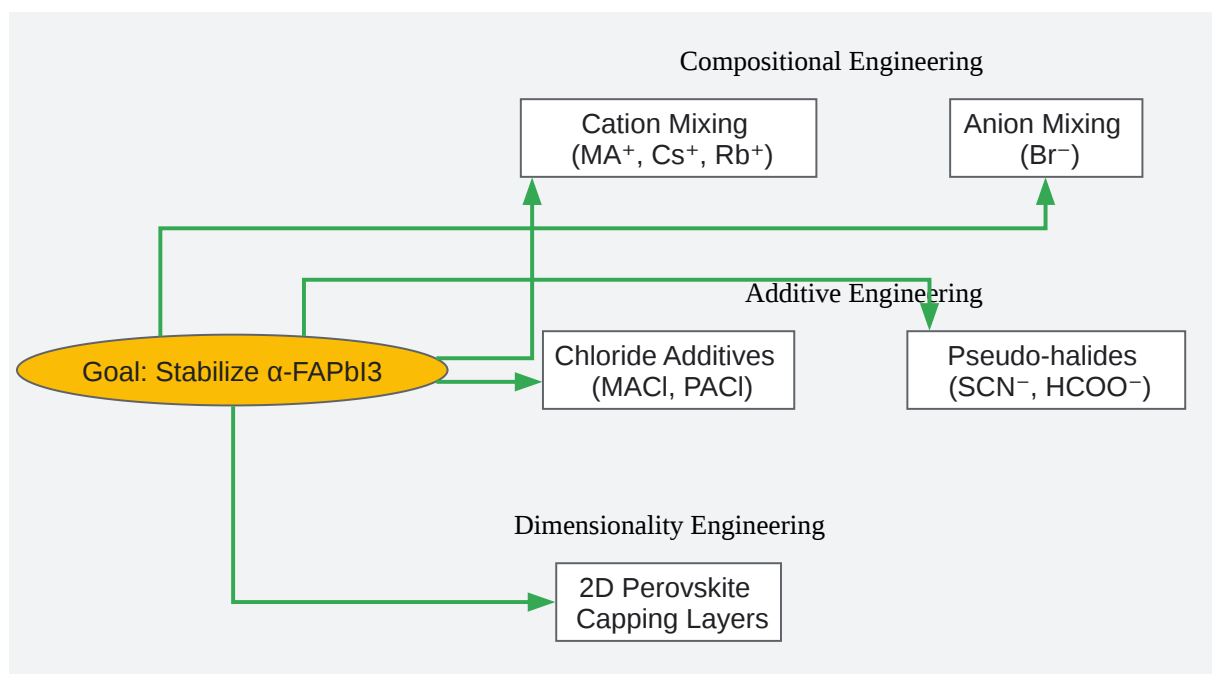 Compositional Engineering
Cation Mixing
(MA⁺, Cs⁺, Rb⁺)
Anion Mixing
(Br⁻)
Additive Engineering
Goal: Stabilize α-FAPbI3
Chloride Additives
(MACl, PACl)
Pseudo-halides
(SCN⁻, HCOO⁻)
Dimensionality Engineering
2D Perovskite
Capping Layers